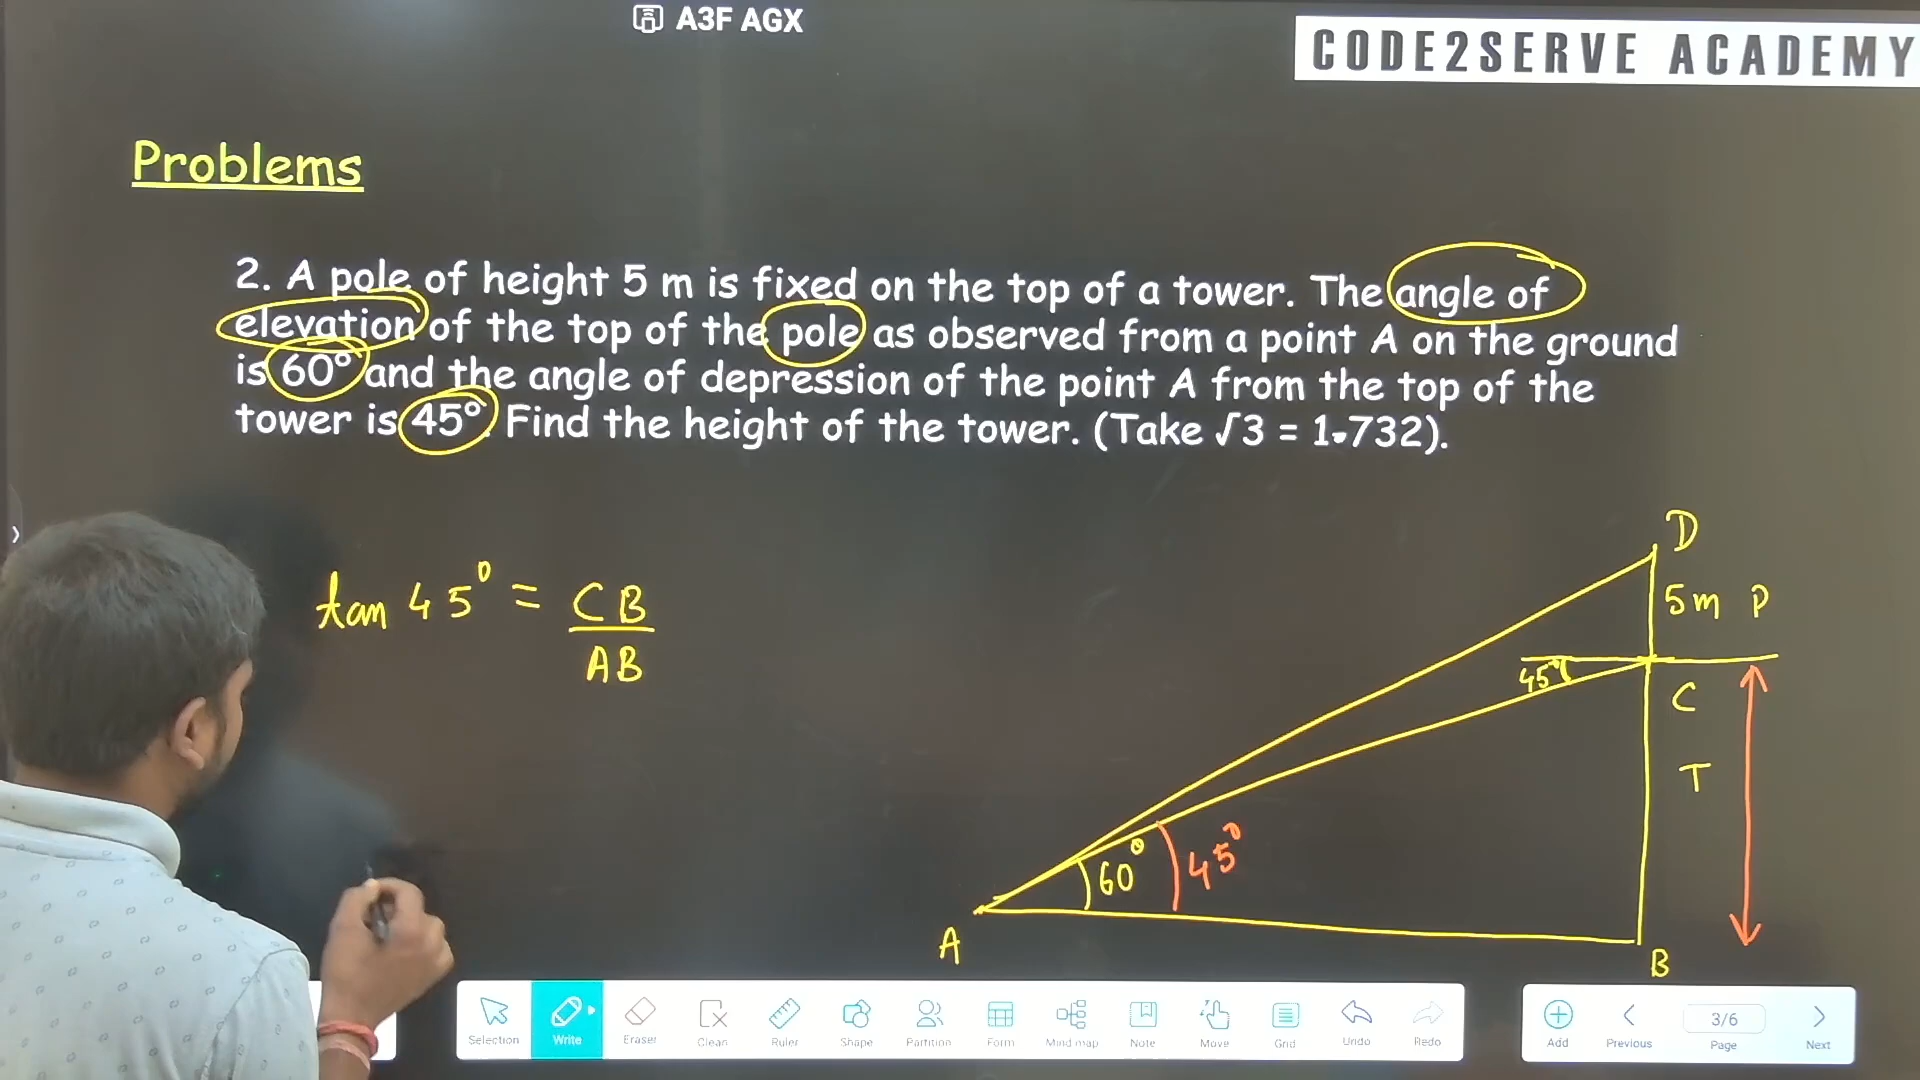 A3F AGX
CODE2SERVE ACADEMY
Problems
2. A pole of height 5 m is fixed on the top of a tower. The angle of
elevation of the top of the pole as observed from a point A on the ground
is 60° and the angle of depression of the point A from the top of the
tower is 45°. Find the height of the tower. (Take √3 = 1.732).
tan 45° = CB
AB
D
5m P
45°
C
T
60° 45°
A
B
Selection Write Eraser Clean Ruler Shape Partition Form Mind map Note Move Grid Undo Redo
Add Previous 3/6 Page Next